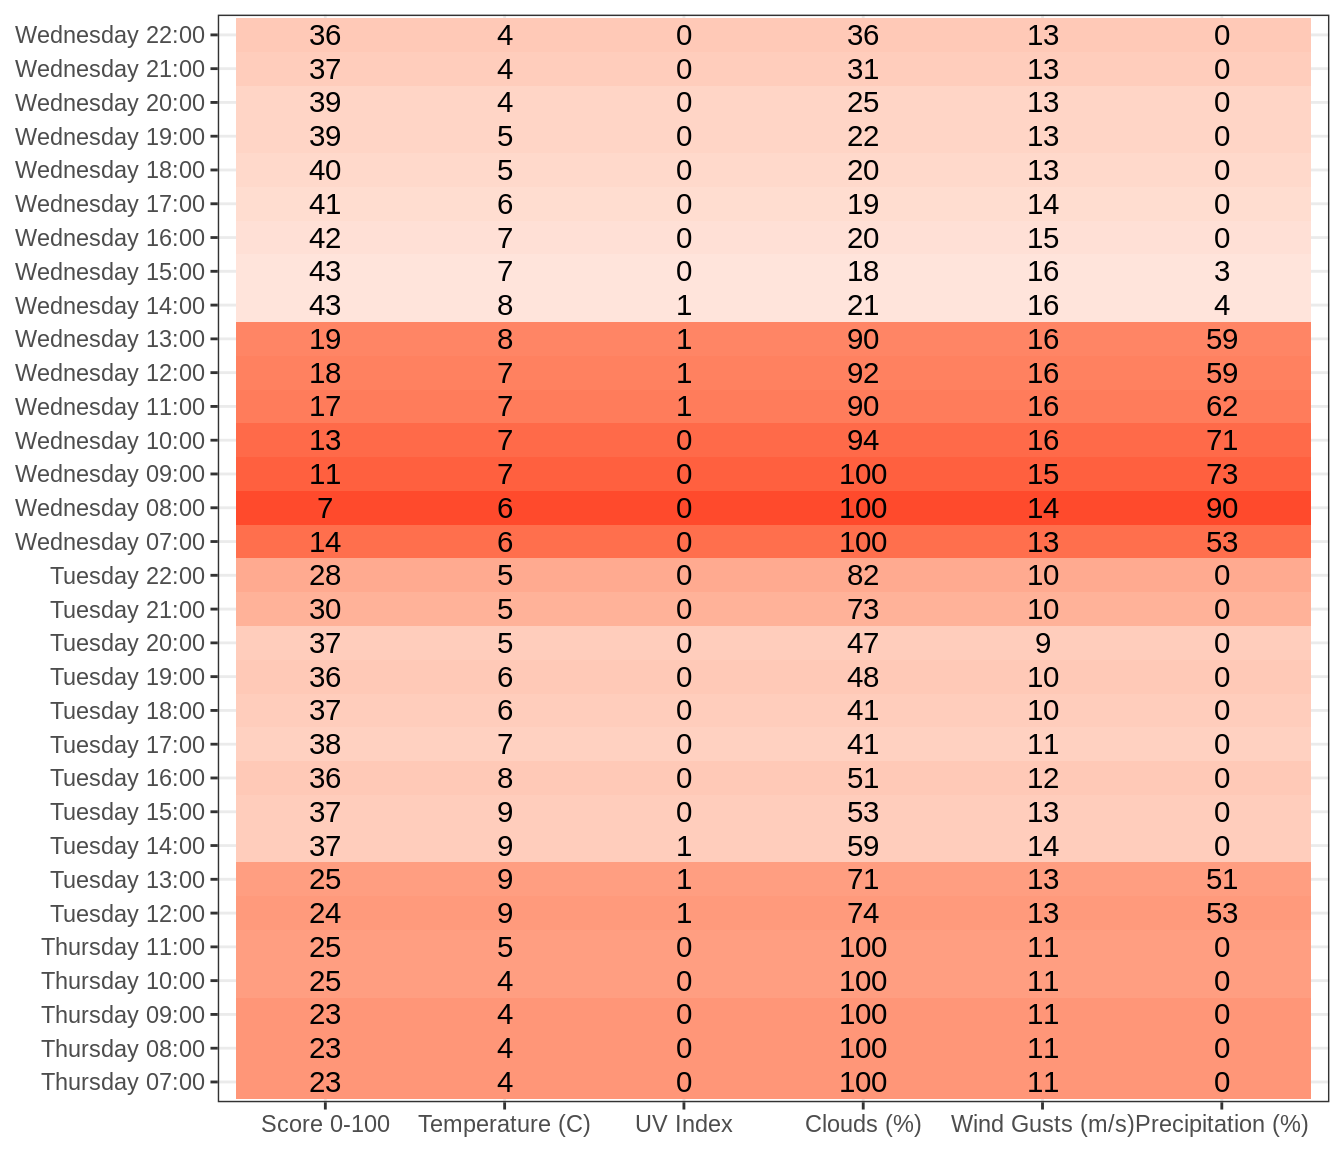 Wednesday 22:00 36 4 0 36 13 0
Wednesday 21:00 37 4 0 31 13 0
Wednesday 20:00 39 4 0 25 13 0
Wednesday 19:00 39 5 0 22 13 0
Wednesday 18:00 40 5 0 20 13 0
Wednesday 17:00 41 6 0 19 14 0
Wednesday 16:00 42 7 0 20 15 0
Wednesday 15:00 43 7 0 18 16 3
Wednesday 14:00 43 8 1 21 16 4
Wednesday 13:00 19 8 1 90 16 59
Wednesday 12:00 18 7 1 92 16 59
Wednesday 11:00 17 7 1 90 16 62
Wednesday 10:00 13 7 0 94 16 71
Wednesday 09:00 11 7 0 100 15 73
Wednesday 08:00 7 6 0 100 14 90
Wednesday 07:00 14 6 0 100 13 53
Tuesday 22:00 28 5 0 82 10 0
Tuesday 21:00 30 5 0 73 10 0
Tuesday 20:00 37 5 0 47 9 0
Tuesday 19:00 36 6 0 48 10 0
Tuesday 18:00 37 6 0 41 10 0
Tuesday 17:00 38 7 0 41 11 0
Tuesday 16:00 36 8 0 51 12 0
Tuesday 15:00 37 9 0 53 13 0
Tuesday 14:00 37 9 1 59 14 0
Tuesday 13:00 25 9 1 71 13 51
Tuesday 12:00 24 9 1 74 13 53
Thursday 11:00 25 5 0 100 11 0
Thursday 10:00 25 4 0 100 11 0
Thursday 09:00 23 4 0 100 11 0
Thursday 08:00 23 4 0 100 11 0
Thursday 07:00 23 4 0 100 11 0
Score 0-100 Temperature (C) UV Index Clouds (%) Wind Gusts (m/s) Precipitation (%)